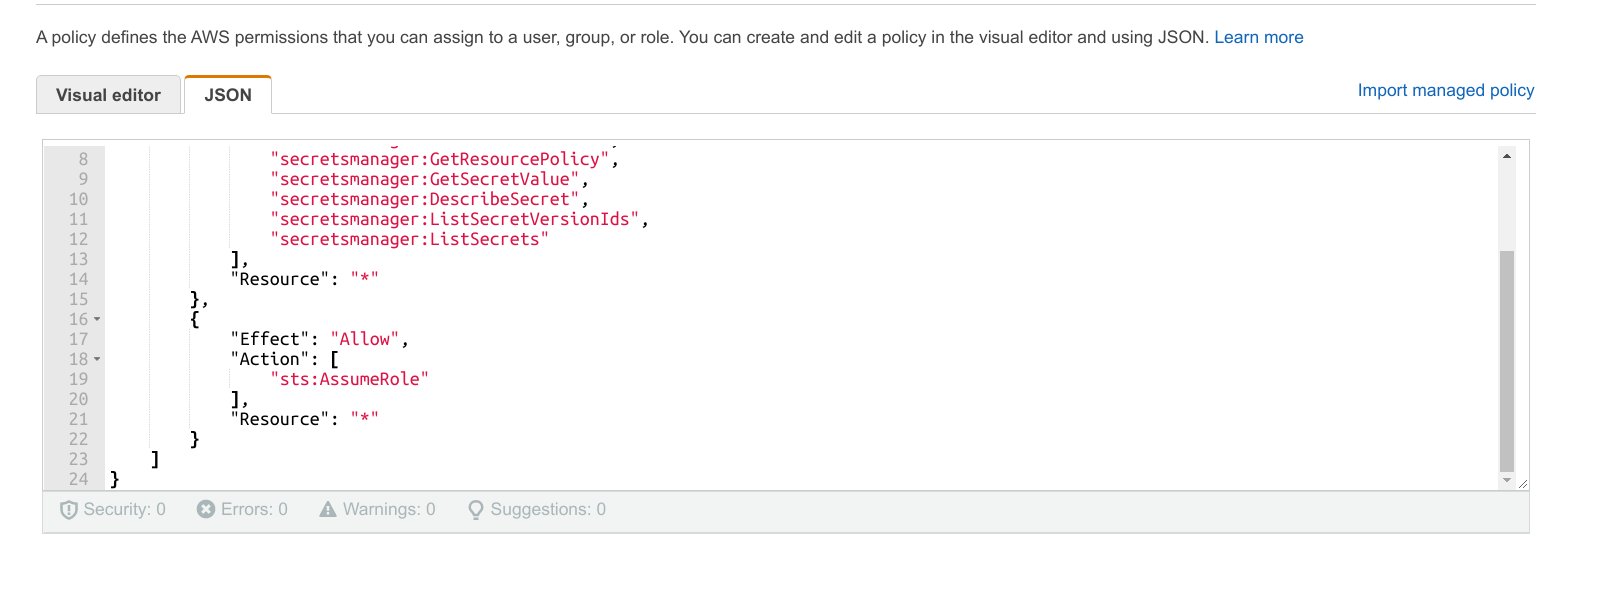 A policy defines the AWS permissions that you can assign to a user, group, or role. You can create and edit a policy in the visual editor and using JSON. Learn more
Visual editor
JSON
Import managed policy
8 "secretsmanager:GetResourcePolicy",
9 "secretsmanager:GetSecretValue",
10 "secretsmanager:DescribeSecret",
11 "secretsmanager:ListSecretVersionIds",
12 "secretsmanager:ListSecrets"
13 ],
14 "Resource": "*"
15 },
16 {
17 "Effect": "Allow",
18 "Action": [
19 "sts:AssumeRole"
20 ],
21 "Resource": "*"
22 }
23 ]
24 }
Security: 0 Errors: 0 Warnings: 0 Suggestions: 0